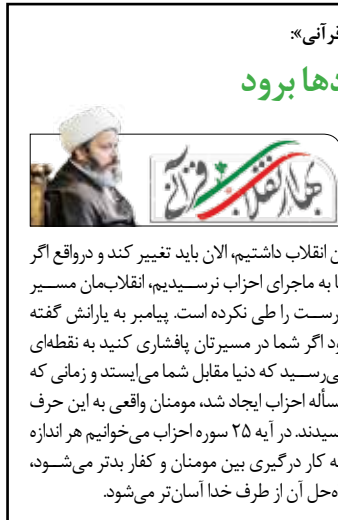 قرآنی»:
دها برود
بهار انقلاب قرآنی
ن انقلاب داشتیم، الان باید تغییر کند و درواقع اگر
ا به ماجرای احزاب نرسیدیم، انقلاب‌مان مسیر
رست را طی نکرده است. پیامبر به یارانش گفته
ود اگر شما در مسیرتان پافشاری کنید به نقطه‌ای
ی‌رسید که دنیا مقابل شما می‌ایستد و زمانی که
سأله احزاب ایجاد شد، مومنان واقعی به این حرف
سیدند. در آیه ۲۵ سوره احزاب می‌خوانیم هر اندازه
ه کار درگیری بین مومنان و کفار بدتر می‌شود،
ه‌حل آن از طرف خدا آسان‌تر می‌شود.